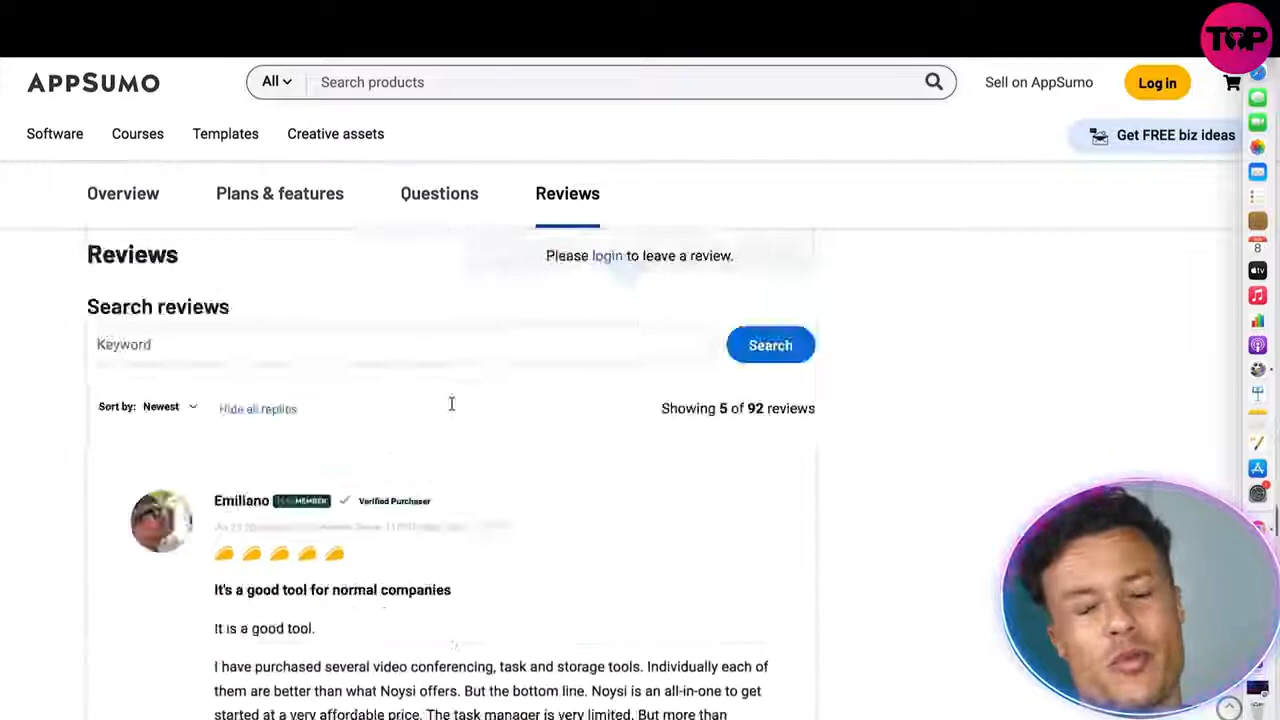 TOP
APPSUMO
All
Search products
Sell on AppSumo
Log in
Software
Courses
Templates
Creative assets
Get FREE biz ideas
Overview
Plans & features
Questions
Reviews
Reviews
Please login to leave a review.
Search reviews
Keyword
Search
Sort by: Newest
Hide all replies
Showing 5 of 92 reviews
Emiliano
MEMBER
Verified Purchaser
It's a good tool for normal companies
It is a good tool.
I have purchased several video conferencing, task and storage tools. Individually each of
them are better than what Noysi offers. But the bottom line. Noysi is an all-in-one to get
started at a very affordable price. The task manager is very limited. But more than
8
tv